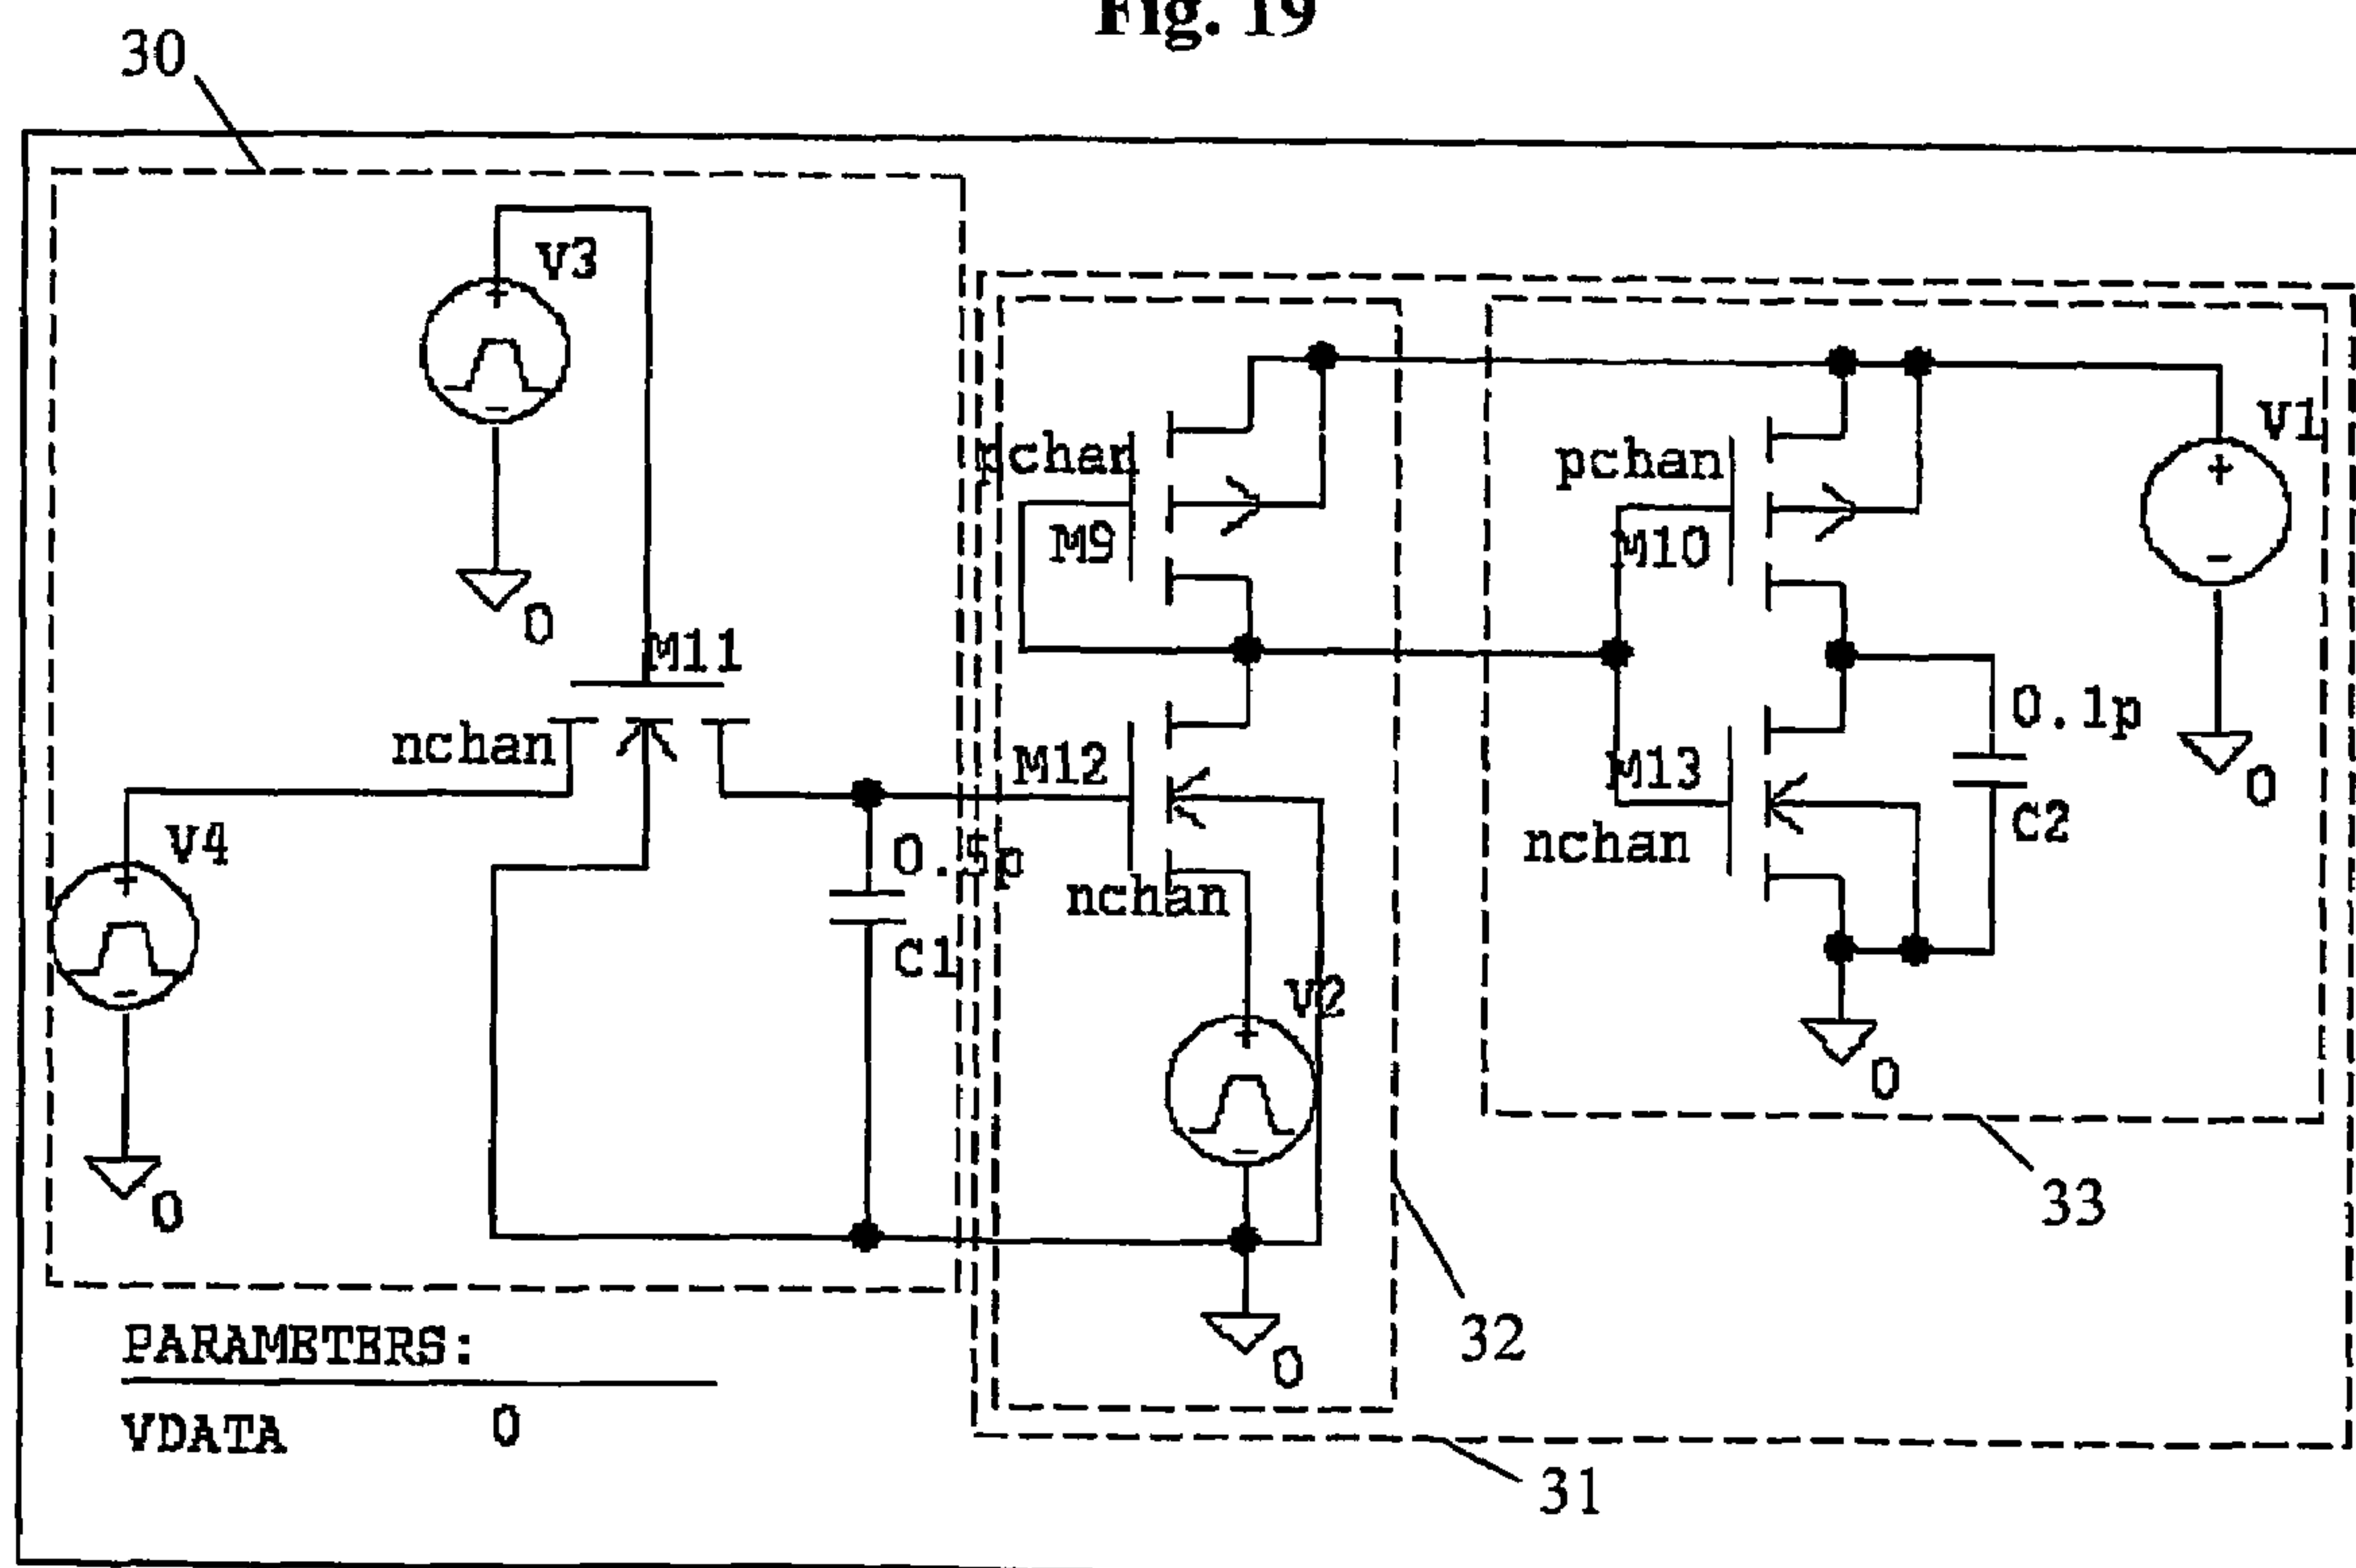 Fig. 19
30
V3
0
M11
nchan
V4
0
0.5p
C1
pchan
M9
M12
nchan
V2
0
pchan
M10
M13
nchan
0.1p
C2
0
V1
0
33
32
31
PARAMETERS:
VDATA 0